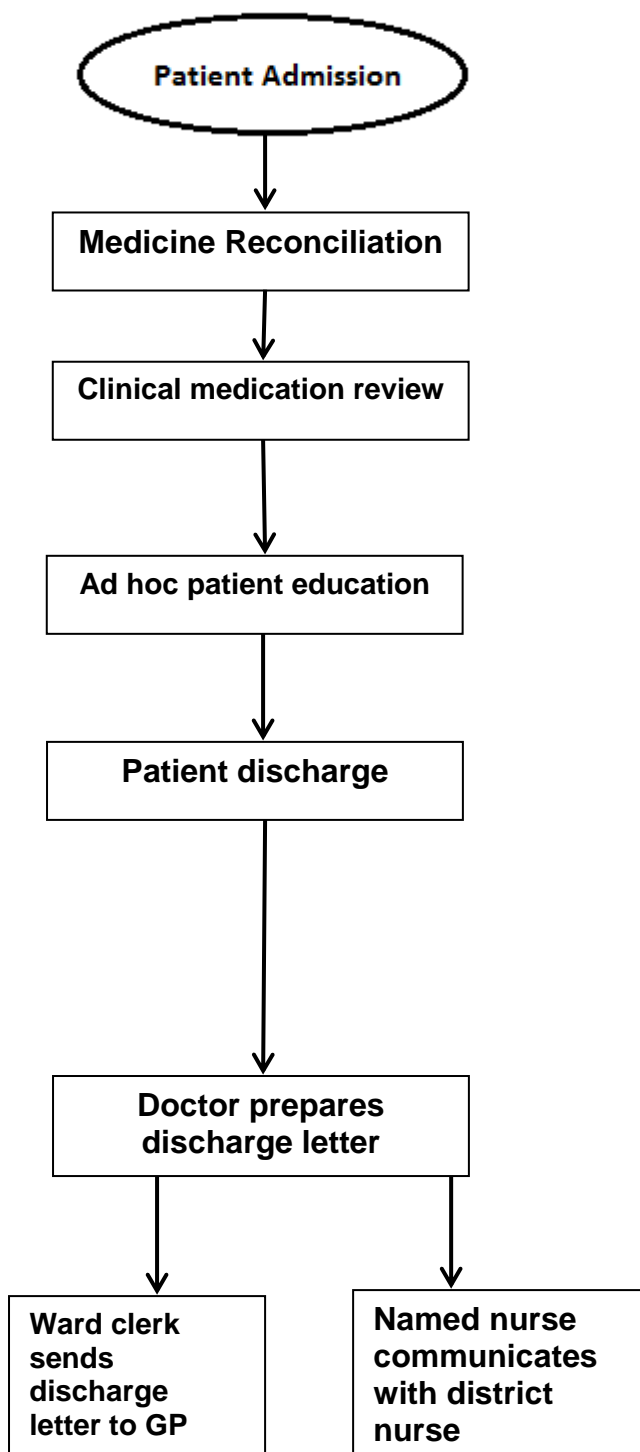 Patient Admission
Medicine Reconciliation
Clinical medication review
Ad hoc patient education
Patient discharge
Doctor prepares
discharge letter
Ward clerk
sends
discharge
letter to GP
Named nurse
communicates
with district
nurse